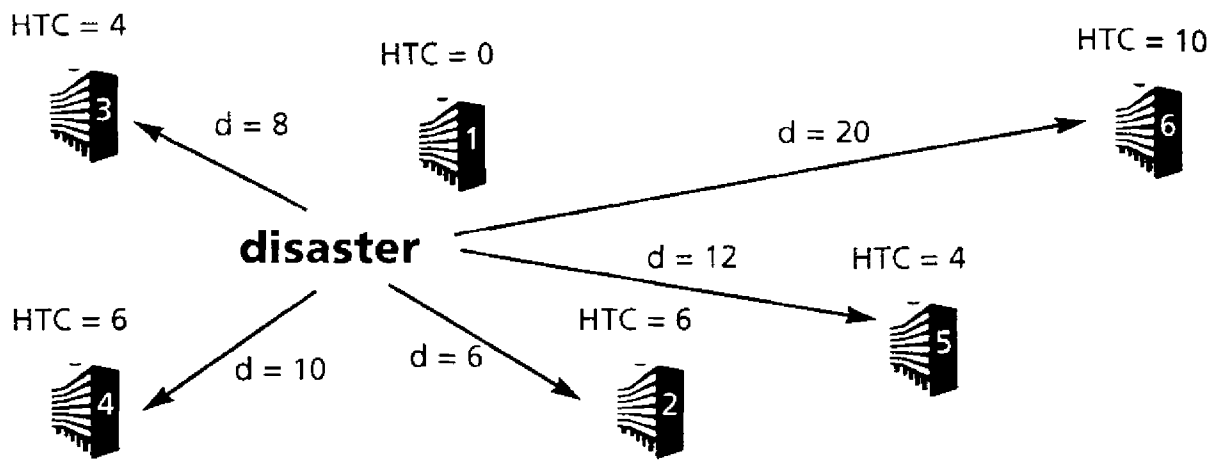 HTC = 4
HTC = 0
HTC = 10
3
d = 8
1
d = 20
6
disaster
d = 12
HTC = 4
HTC = 6
HTC = 6
5
d = 10
d = 6
4
2